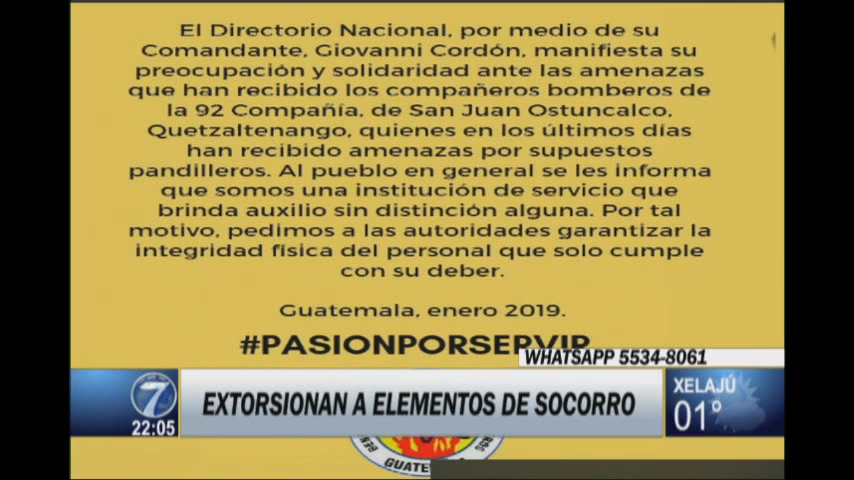 El Directorio Nacional, por medio de su
Comandante, Giovanni Cordón, manifiesta su
preocupación y solidaridad ante las amenazas
que han recibido los compañeros bomberos de
la 92 Compañía, de San Juan Ostuncalco,
Quetzaltenango, quienes en los últimos días
han recibido amenazas por supuestos
pandilleros. Al pueblo en general se les informa
que somos una institución de servicio que
brinda auxilio sin distinción alguna. Por tal
motivo, pedimos a las autoridades garantizar la
integridad física del personal que solo cumple
con su deber.
Guatemala, enero 2019.
#PASIONPORSERVIR
WHATSAPP 5534-8061
7
22:05
EXTORSIONAN A ELEMENTOS DE SOCORRO
XELAJÚ
01°